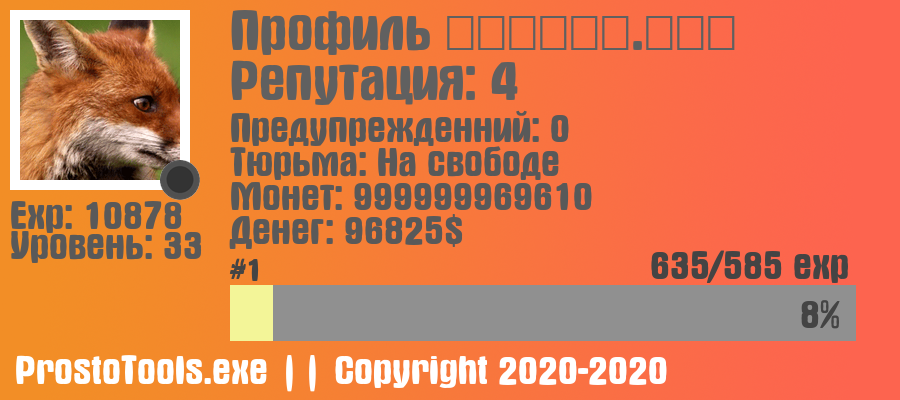 Профиль □□□□□□.□□□
Репутация: 4
Предупрежденний: 0
Тюрьма: На свободе
Монет: 999999969610
Денег: 96825$
Exp: 10878
Уровень: 33
#1
635/585 exp
8%
ProstoTools.exe || Copyright 2020-2020